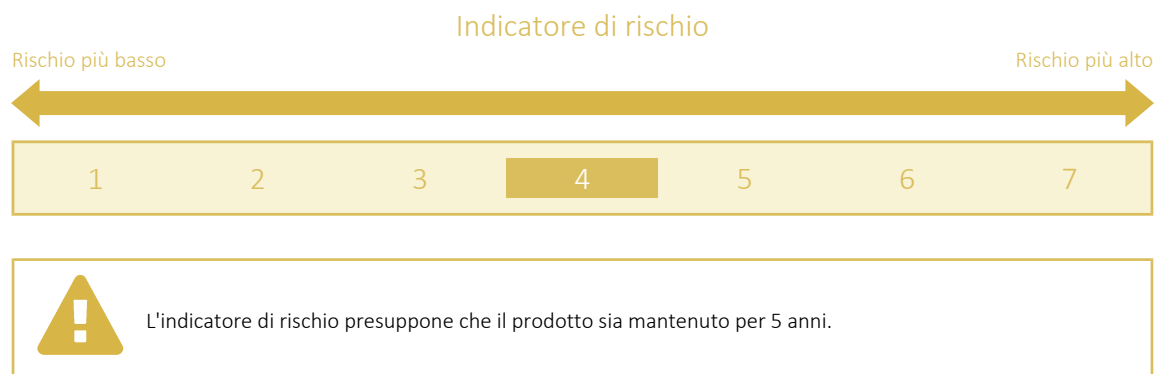 Indicatore di rischio
Rischio più basso Rischio più alto
1 2 3 4 5 6 7
L'indicatore di rischio presuppone che il prodotto sia mantenuto per 5 anni.